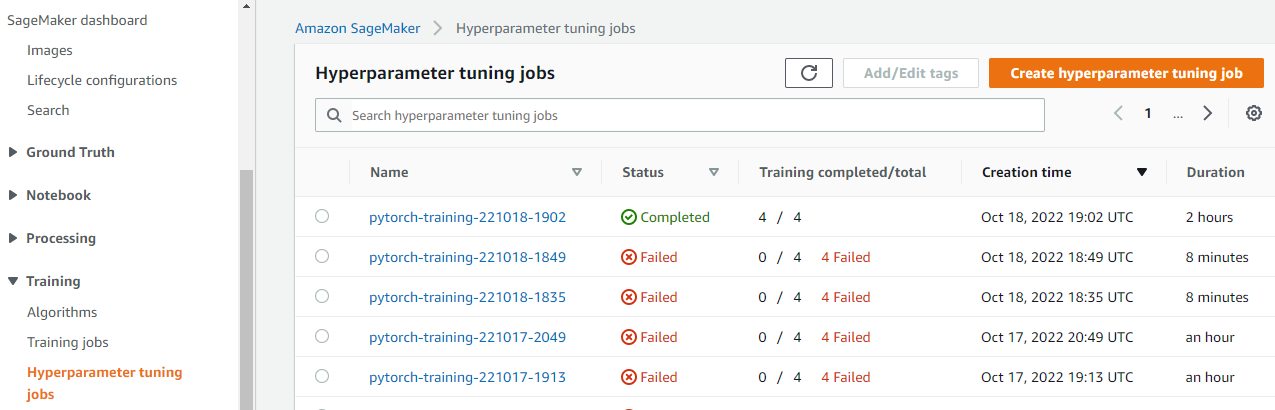 SageMaker dashboard
Images
Lifecycle configurations
Search
Ground Truth
Notebook
Processing
Training
Algorithms
Training jobs
Hyperparameter tuning
jobs
Amazon SageMaker Hyperparameter tuning jobs
Hyperparameter tuning jobs Add/Edit tags Create hyperparameter tuning job
Search hyperparameter tuning jobs 1 ...
Name Status Training completed/total Creation time Duration
pytorch-training-221018-1902 Completed 4 / 4 Oct 18, 2022 19:02 UTC 2 hours
pytorch-training-221018-1849 Failed 0 / 4 4 Failed Oct 18, 2022 18:49 UTC 8 minutes
pytorch-training-221018-1835 Failed 0 / 4 4 Failed Oct 18, 2022 18:35 UTC 8 minutes
pytorch-training-221017-2049 Failed 0 / 4 4 Failed Oct 17, 2022 20:49 UTC an hour
pytorch-training-221017-1913 Failed 0 / 4 4 Failed Oct 17, 2022 19:13 UTC an hour